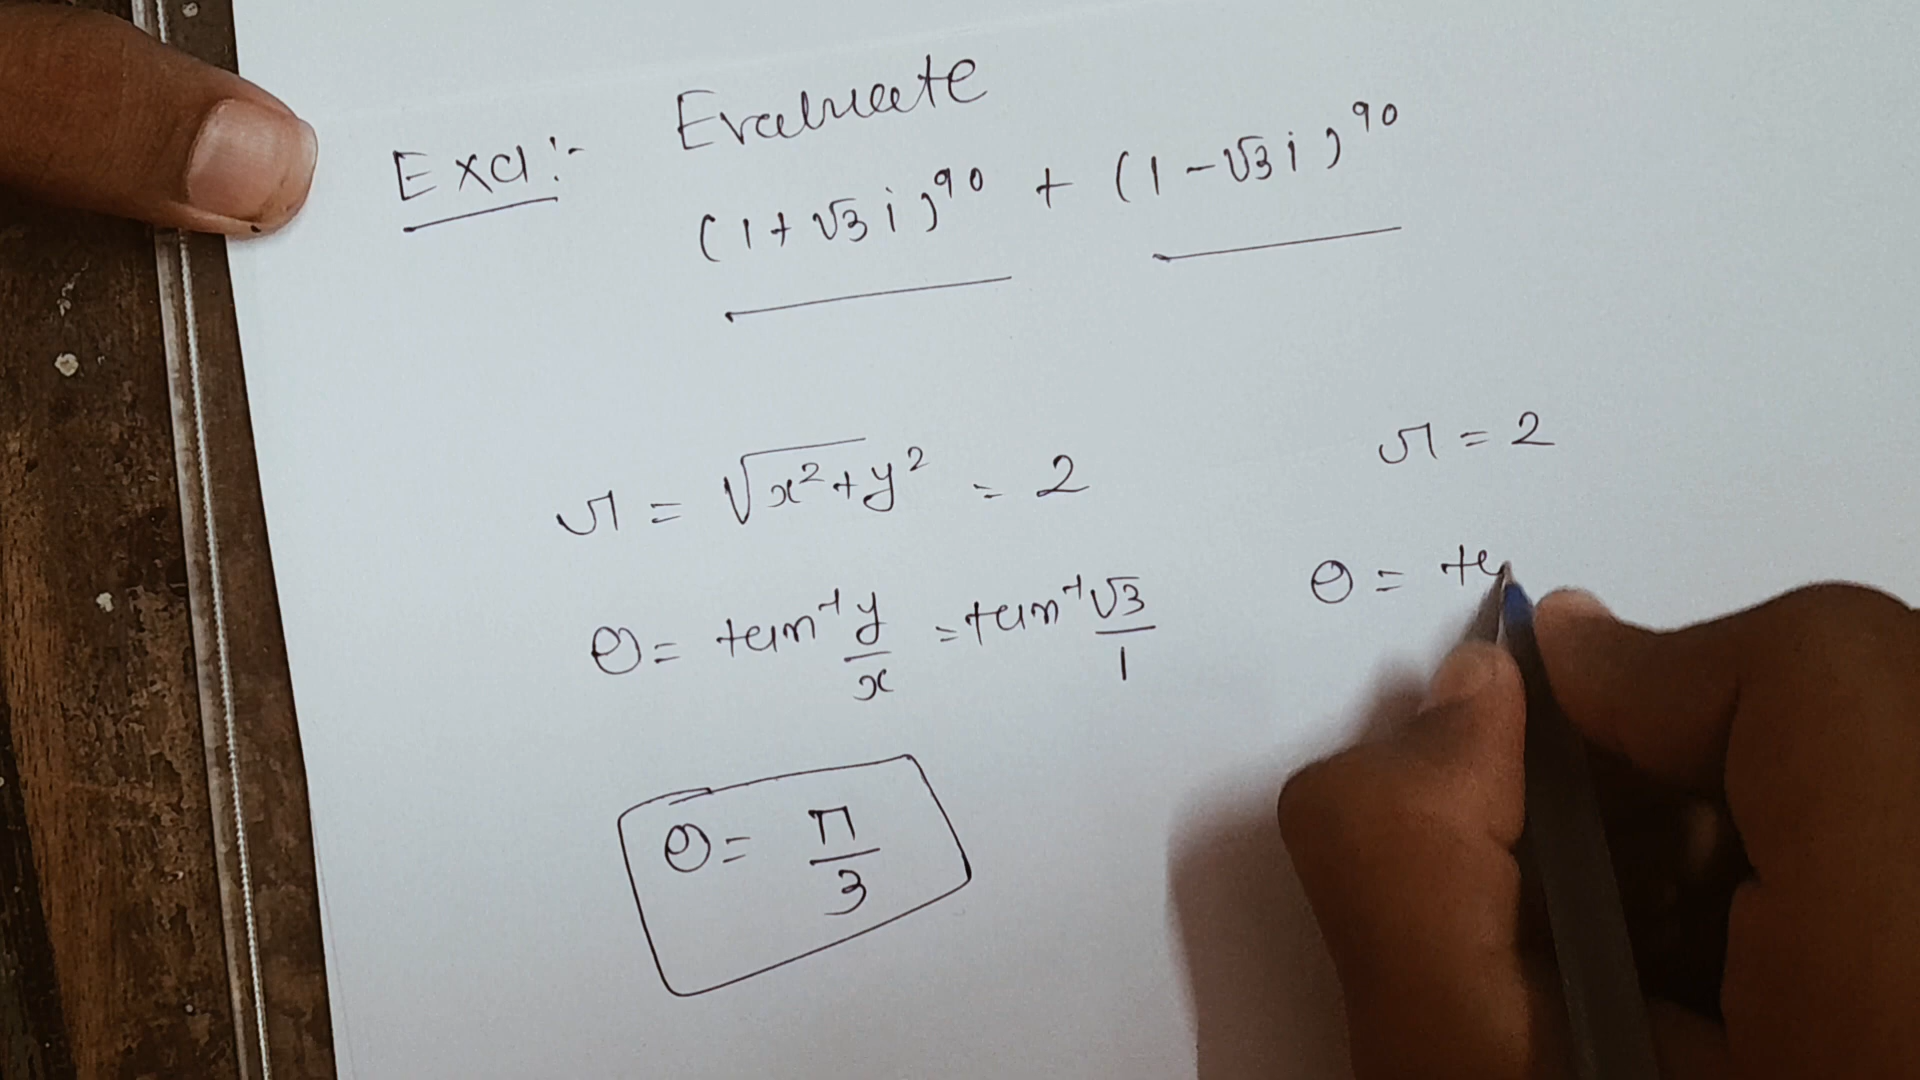 Exa:- Evaluate
(1+√3i)⁹⁰ + (1-√3i)⁹⁰
r = √x²+y² = 2
r = 2
θ = tan⁻¹ y/x = tan⁻¹ √3/1
θ = ta
θ = π/3